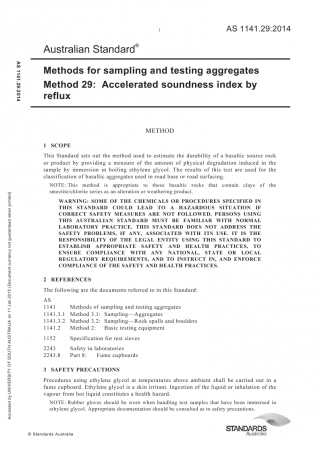 1
AS 1141.29:2014
Australian Standard®
Methods for sampling and testing aggregates
Method 29: Accelerated soundness index by
reflux
METHOD
1 SCOPE
This Standard sets out the method used to estimate the durability of a basaltic source rock
or product by providing a measure of the amount of physical degradation induced in the
sample by immersion in boiling ethylene glycol. The results of this test are used for the
classification of basaltic aggregates used in road base or road surfacing.
NOTE: This method is appropriate to those basaltic rocks that contain clays of the
smectite/chlorite series as an alteration or weathering product.
WARNING: SOME OF THE CHEMICALS OR PROCEDURES SPECIFIED IN
THIS STANDARD COULD LEAD TO A HAZARDOUS SITUATION IF
CORRECT SAFETY MEASURES ARE NOT FOLLOWED. PERSONS USING
THIS AUSTRALIAN STANDARD MUST BE FAMILIAR WITH NORMAL
LABORATORY PRACTICE. THIS STANDARD DOES NOT ADDRESS THE
SAFETY PROBLEMS, IF ANY, ASSOCIATED WITH ITS USE. IT IS THE
RESPONSIBILITY OF THE LEGAL ENTITY USING THIS STANDARD TO
ESTABLISH APPROPRIATE SAFETY AND HEALTH PRACTICES, TO
ENSURE COMPLIANCE WITH ANY NATIONAL, STATE OR LOCAL
REGULATORY REQUIREMENTS, AND TO INSTRUCT IN, AND ENFORCE
COMPLIANCE OF THE SAFETY AND HEALTH PRACTICES.
2 REFERENCES
The following are the documents referred to in this Standard:
AS
1141 Methods of sampling and testing aggregates
1141.3.1 Method 3.1: Sampling—Aggregates
1141.3.2 Method 3.2: Sampling—Rock spalls and boulders
1141.2 Method 2: Basic testing equipment
1152 Specification for test sieves
2243 Safety in laboratories
2243.8 Part 8: Fume cupboards
3 SAFETY PRECAUTIONS
Procedures using ethylene glycol at temperatures above ambient shall be carried out in a
fume cupboard. Ethylene glycol is a skin irritant. Ingestion of the liquid or inhalation of the
vapour from hot liquid constitutes a health hazard.
NOTE: Rubber gloves should be worn when handling test samples that have been immersed in
ethylene glycol. Appropriate documentation should be consulted as to safety precautions.
© Standards Australia
STANDARDS
Australia
AS 1141.29:2014
Accessed by UNIVERSITY OF SOUTH AUSTRALIA on 11 Jan 2015 (Document currency not guaranteed when printed)